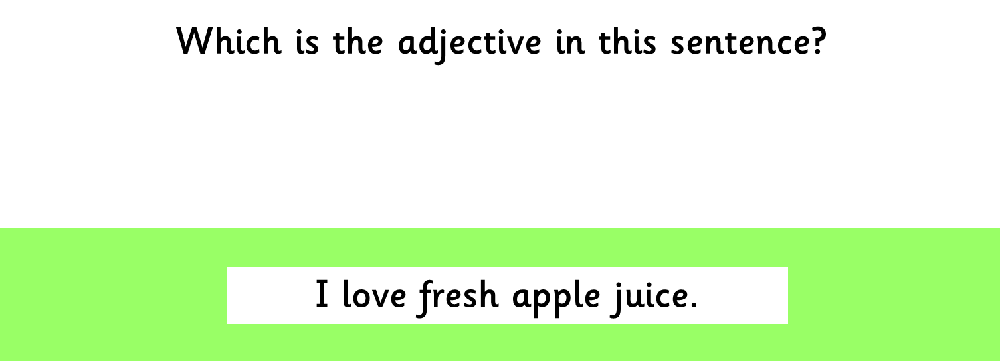 Which is the adjective in this sentence?
I love fresh apple juice.